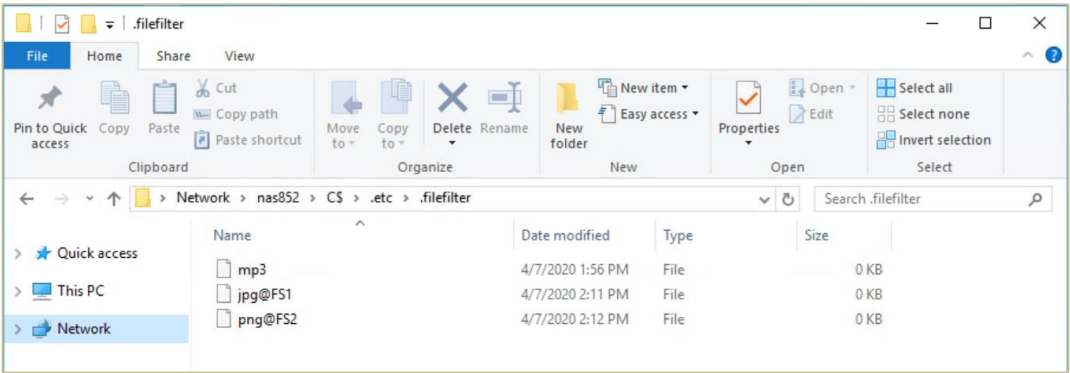 .filefilter
File Home Share View
Pin to Quick access
Copy
Paste
Cut
Copy path
Paste shortcut
Clipboard
Move to
Copy to
Delete
Rename
Organize
New folder
New item
Easy access
New
Properties
Open
Edit
Open
Select all
Select none
Invert selection
Select
Network > nas852 > C$ > .etc > .filefilter
Search .filefilter
Quick access
This PC
Network
Name Date modified Type Size
mp3 4/7/2020 1:56 PM File 0 KB
jpg@FS1 4/7/2020 2:11 PM File 0 KB
png@FS2 4/7/2020 2:12 PM File 0 KB